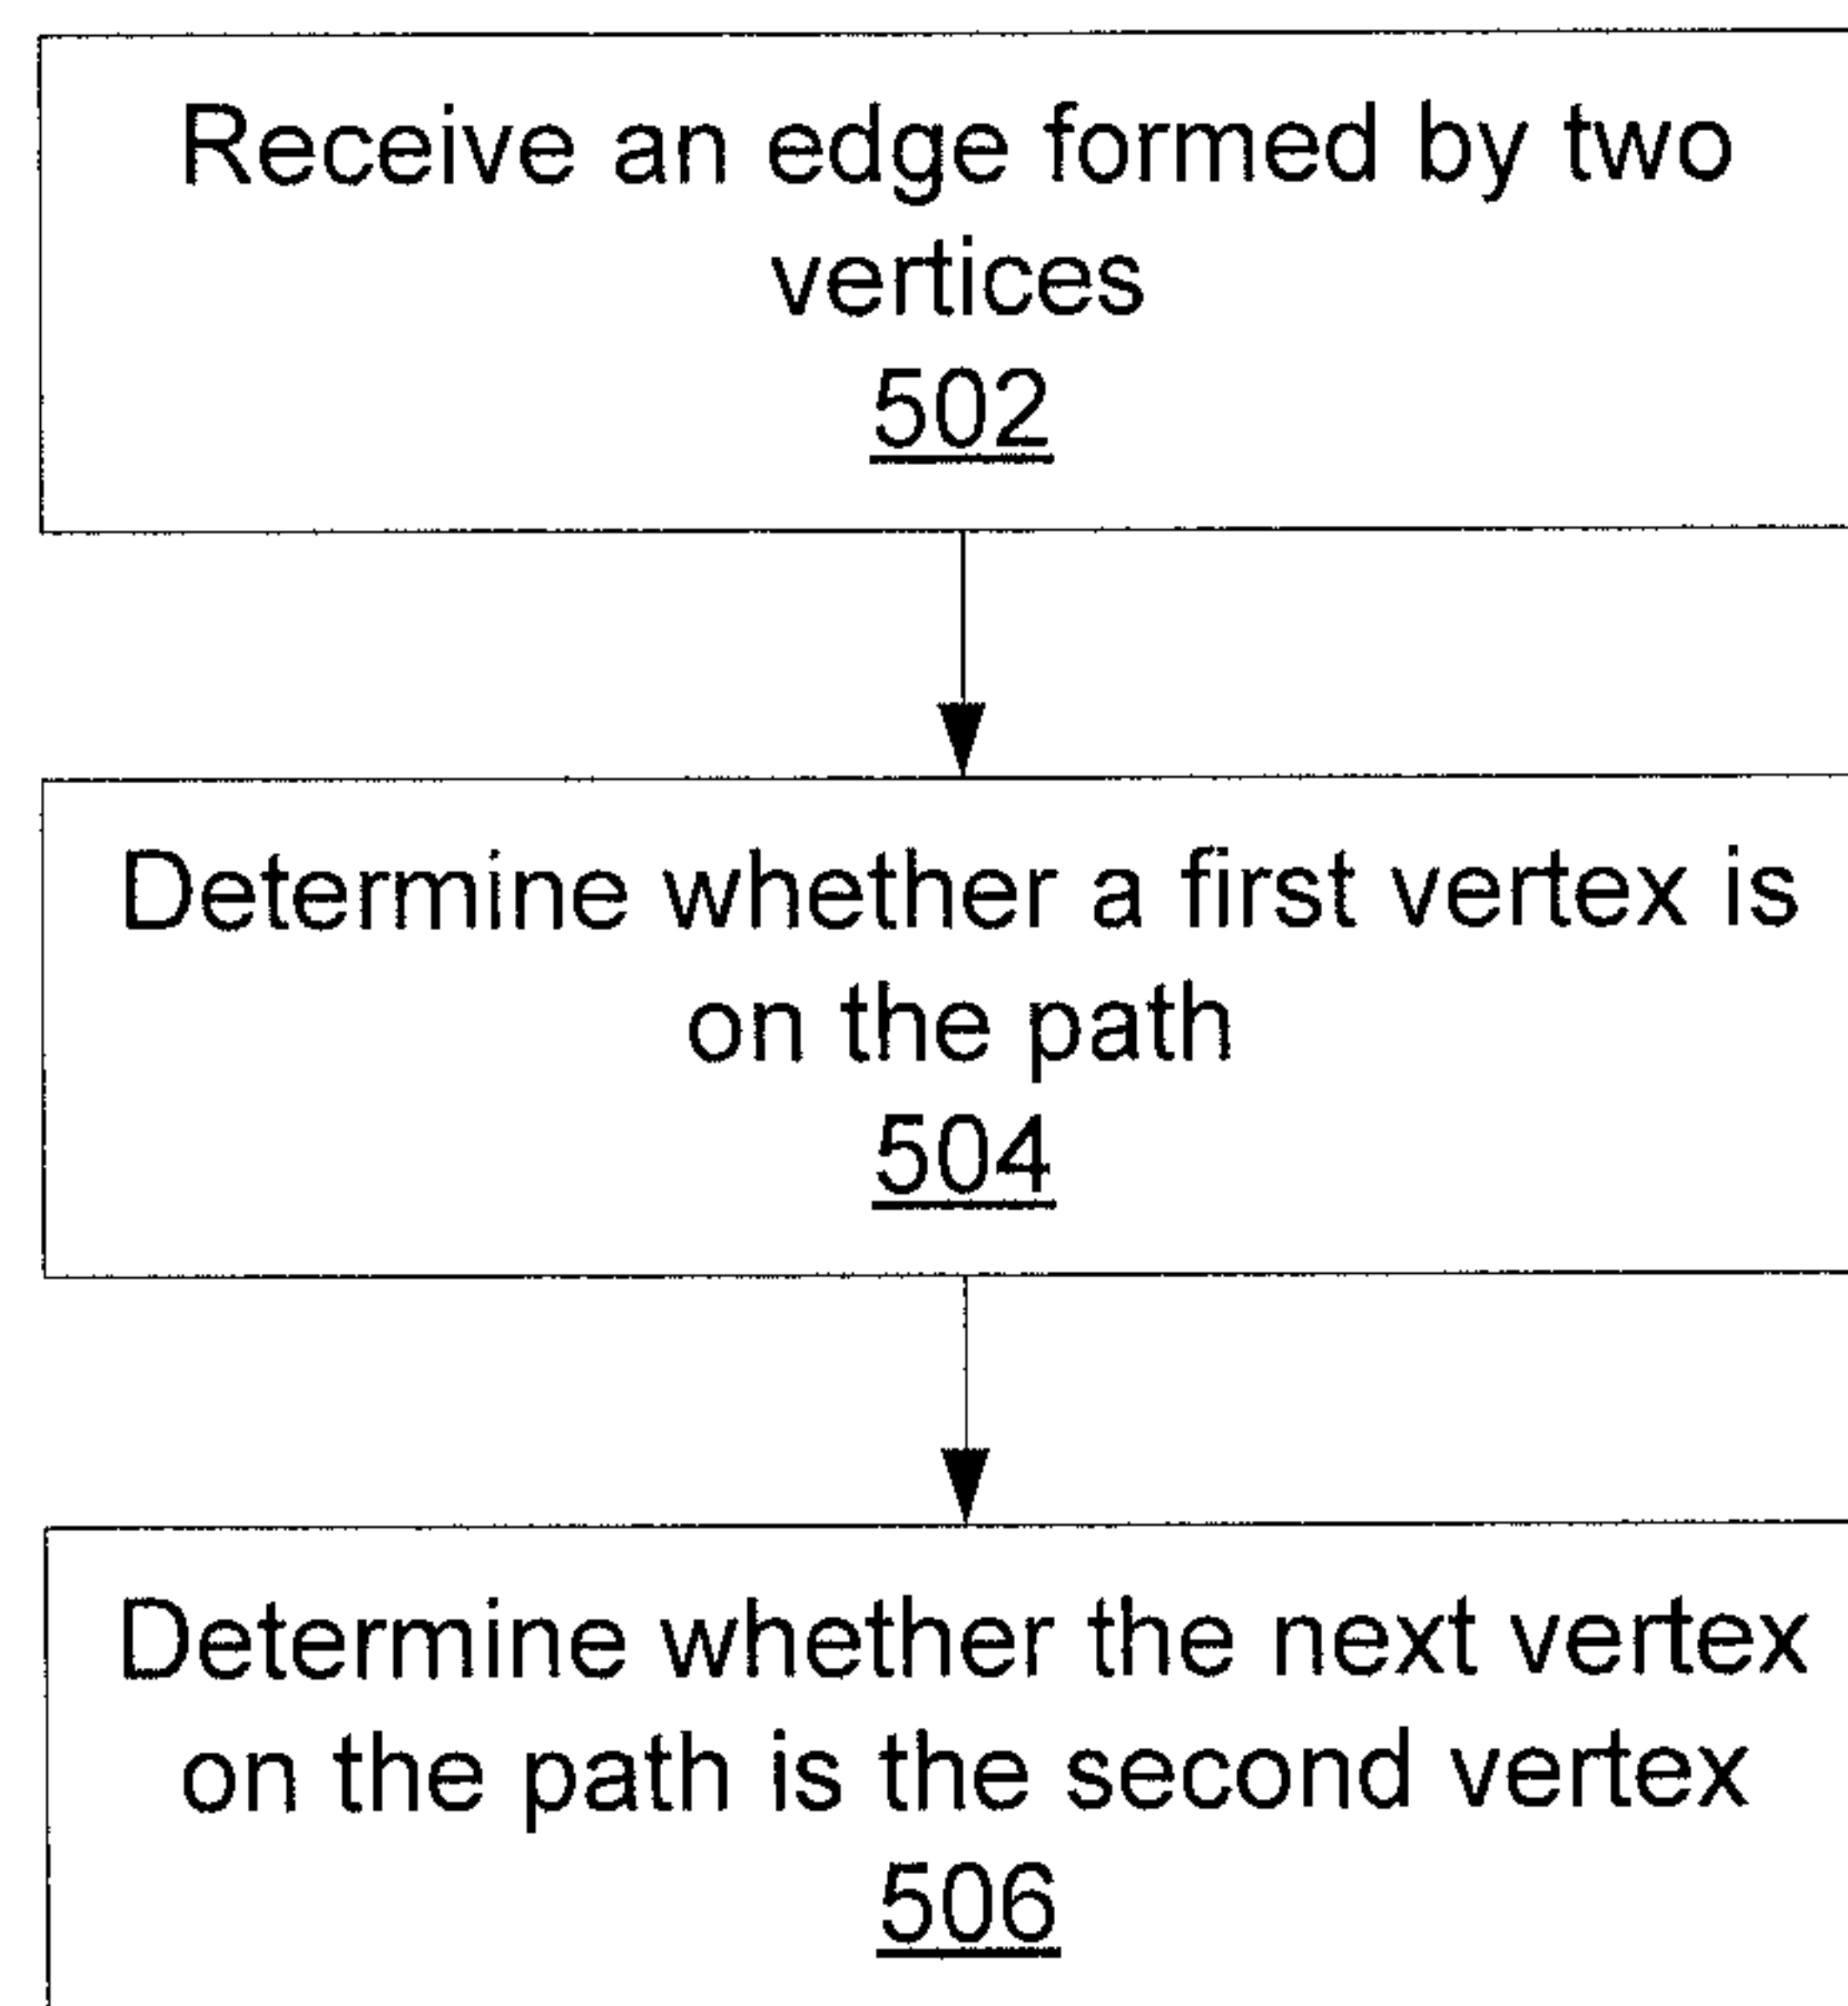 Receive an edge formed by two
vertices
502
Determine whether a first vertex is
on the path
504
Determine whether the next vertex
on the path is the second vertex
506